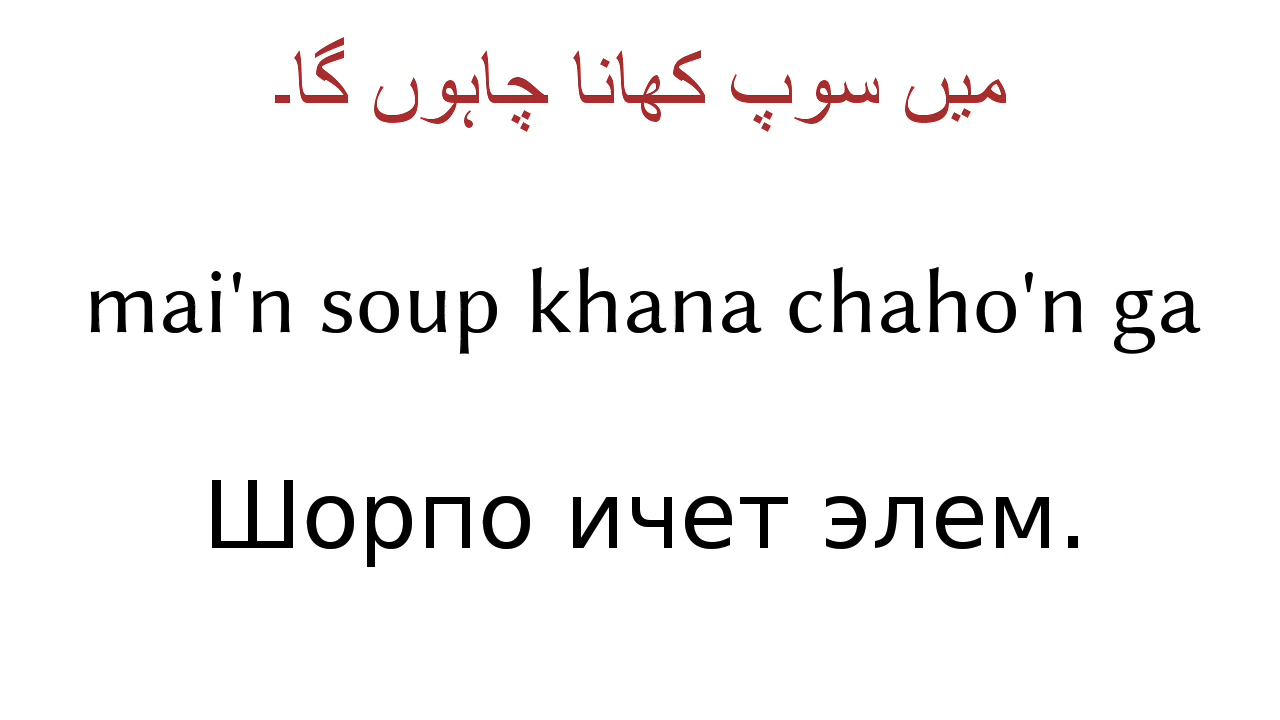 میں سوپ کھانا چاہوں گا۔
mai'n soup khana chaho'n ga
Шорпо ичет элем.